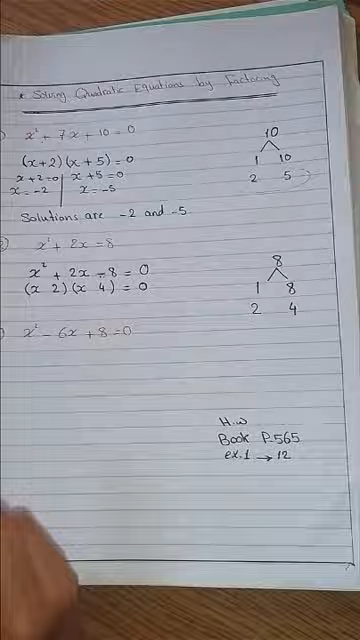 * Solving Quadratic Equations by Factoring
x² + 7x + 10 = 0
(x+2)(x+5)=0
x+2=0 | x+5=0
x=-2 | x=-5
10
1 10
2 5
Solutions are -2 and -5.
2) x² + 2x = 8
x² + 2x - 8 = 0
(x 2)(x 4) = 0
8
1 8
2 4
x² - 6x + 8 = 0
H.w
Book P.565
ex.1 → 12